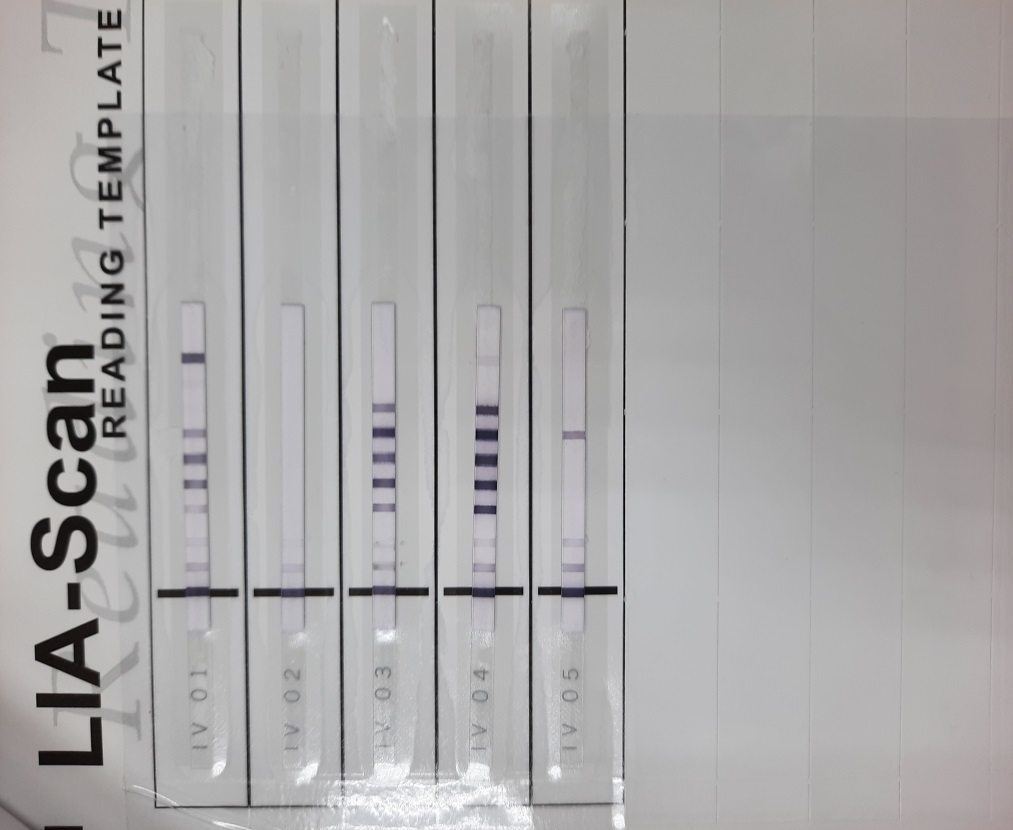 LIA-Scan
READING TEMPLATE
IV 01
IV 02
IV 03
IV 04
IV 05